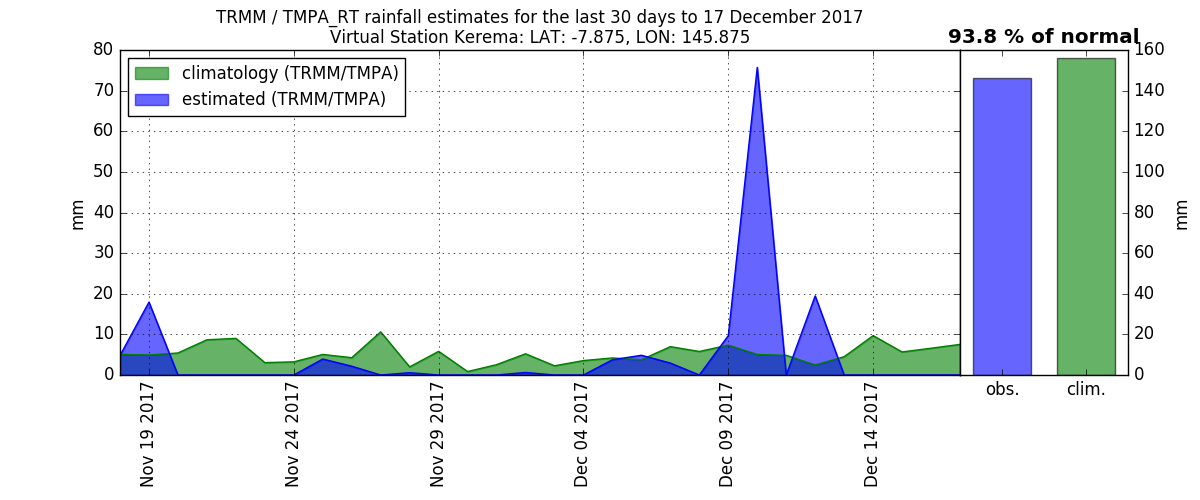 TRMM / TMPA_RT rainfall estimates for the last 30 days to 17 December 2017
Virtual Station Kerema: LAT: -7.875, LON: 145.875
93.8 % of normal
climatology (TRMM/TMPA)
estimated (TRMM/TMPA)
80
70
60
50
40
30
20
10
0
mm
Nov 19 2017
Nov 24 2017
Nov 29 2017
Dec 04 2017
Dec 09 2017
Dec 14 2017
obs.
clim.
160
140
120
100
80
60
40
20
0
mm